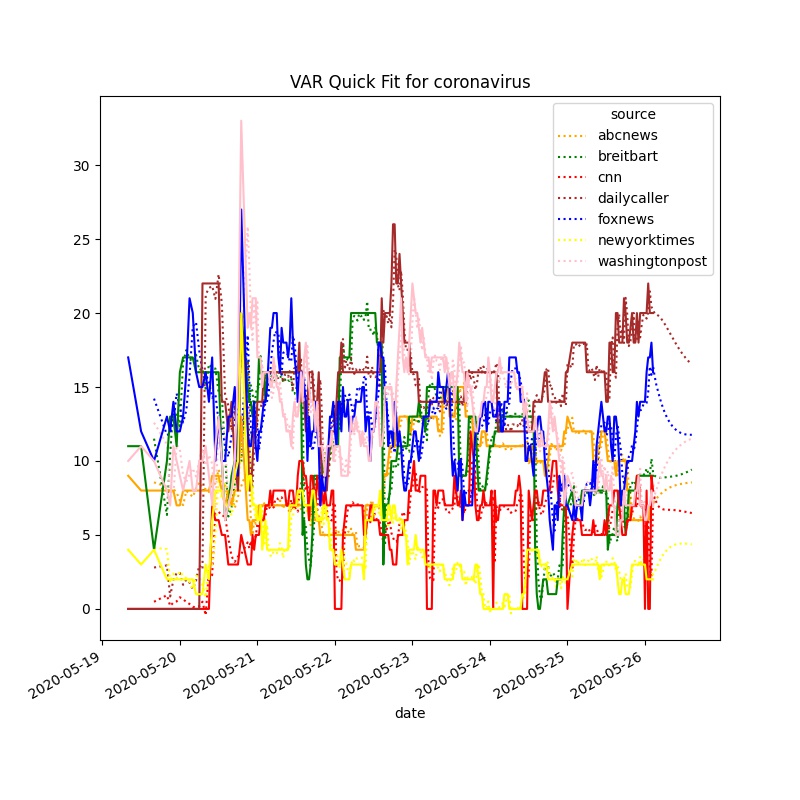 VAR Quick Fit for coronavirus
source
abcnews
breitbart
cnn
dailycaller
foxnews
newyorktimes
washingtonpost
30
25
20
15
10
5
0
2020-05-19
2020-05-20
2020-05-21
2020-05-22
2020-05-23
2020-05-24
2020-05-25
2020-05-26
date